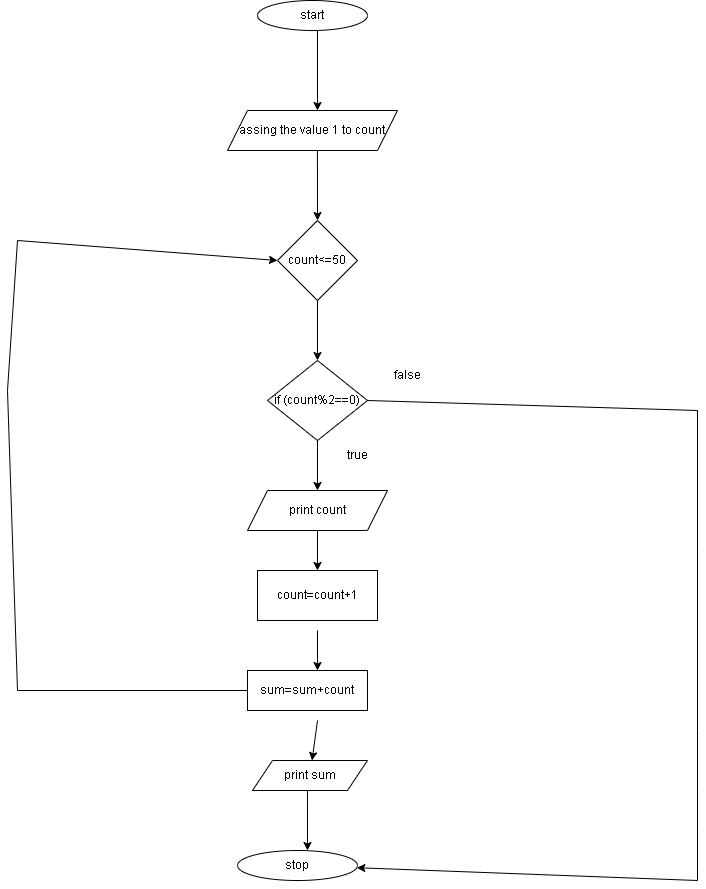 start
assing the value 1 to count
count<=50
if (count%2==0)
false
true
print count
count=count+1
sum=sum+count
print sum
stop